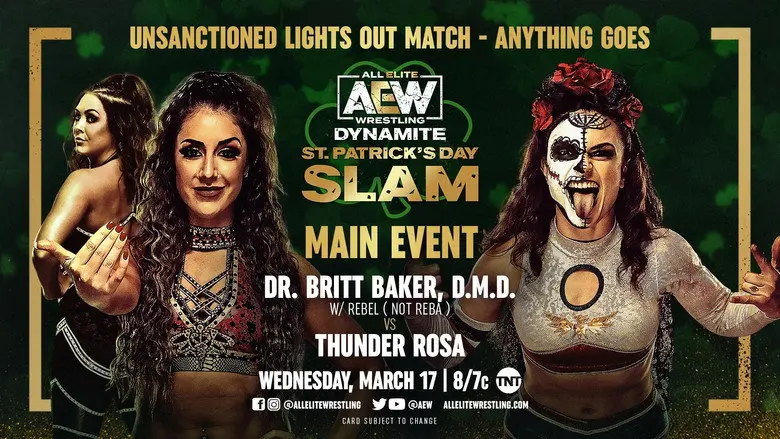 UNSANCTIONED LIGHTS OUT MATCH - ANYTHING GOES
ALL ELITE
AEW
WRESTLING
DYNAMITE
ST. PATRICK'S DAY
SLAM
MAIN EVENT
DR. BRITT BAKER, D.M.D.
W/ REBEL ( NOT REBA )
VS
THUNDER ROSA
WEDNESDAY, MARCH 17 | 8/7C TNT
@ALLELITEWRESTLING @AEW ALLELITEWRESTLING.COM
CARD SUBJECT TO CHANGE